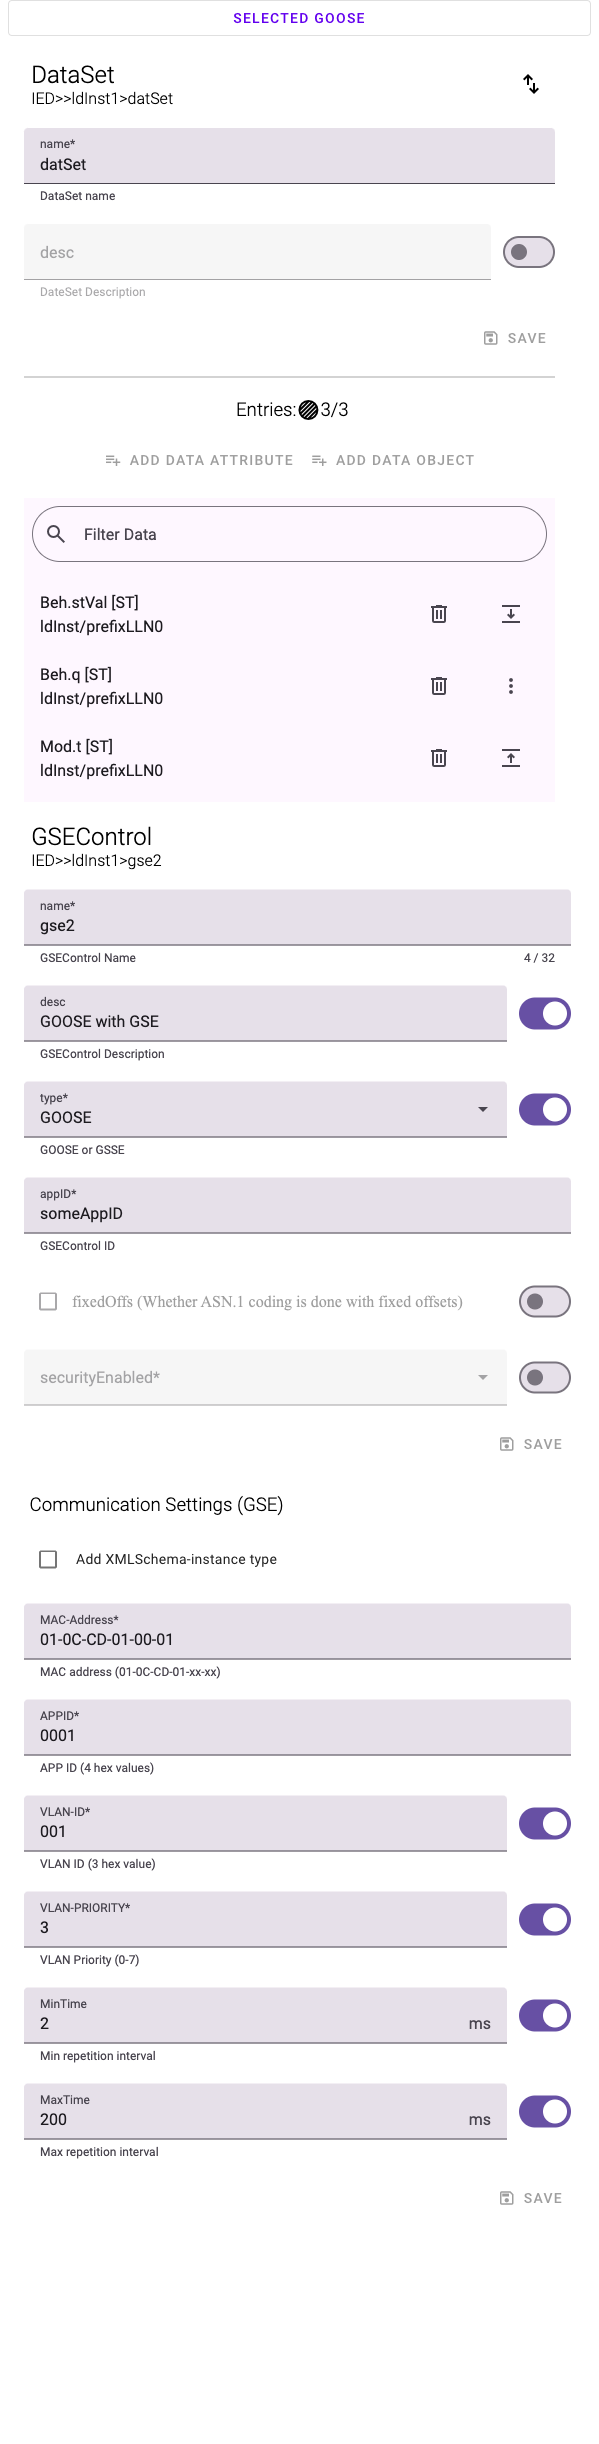 SELECTED GOOSE
DataSet
IED>>ldInst1>datSet
name*
datSet
DataSet name
desc
DateSet Description
SAVE
Entries: 3/3
ADD DATA ATTRIBUTE ADD DATA OBJECT
Filter Data
Beh.stVal [ST]
ldInst/prefixLLN0
Beh.q [ST]
ldInst/prefixLLN0
Mod.t [ST]
ldInst/prefixLLN0
GSEControl
IED>>ldInst1>gse2
name*
gse2
GSEControl Name 4 / 32
desc
GOOSE with GSE
GSEControl Description
type*
GOOSE
GOOSE or GSSE
appID*
someAppID
GSEControl ID
fixedOffs (Whether ASN.1 coding is done with fixed offsets)
securityEnabled*
SAVE
Communication Settings (GSE)
Add XMLSchema-instance type
MAC-Address*
01-0C-CD-01-00-01
MAC address (01-0C-CD-01-xx-xx)
APPID*
0001
APP ID (4 hex values)
VLAN-ID*
001
VLAN ID (3 hex value)
VLAN-PRIORITY*
3
VLAN Priority (0-7)
MinTime
2 ms
Min repetition interval
MaxTime
200 ms
Max repetition interval
SAVE